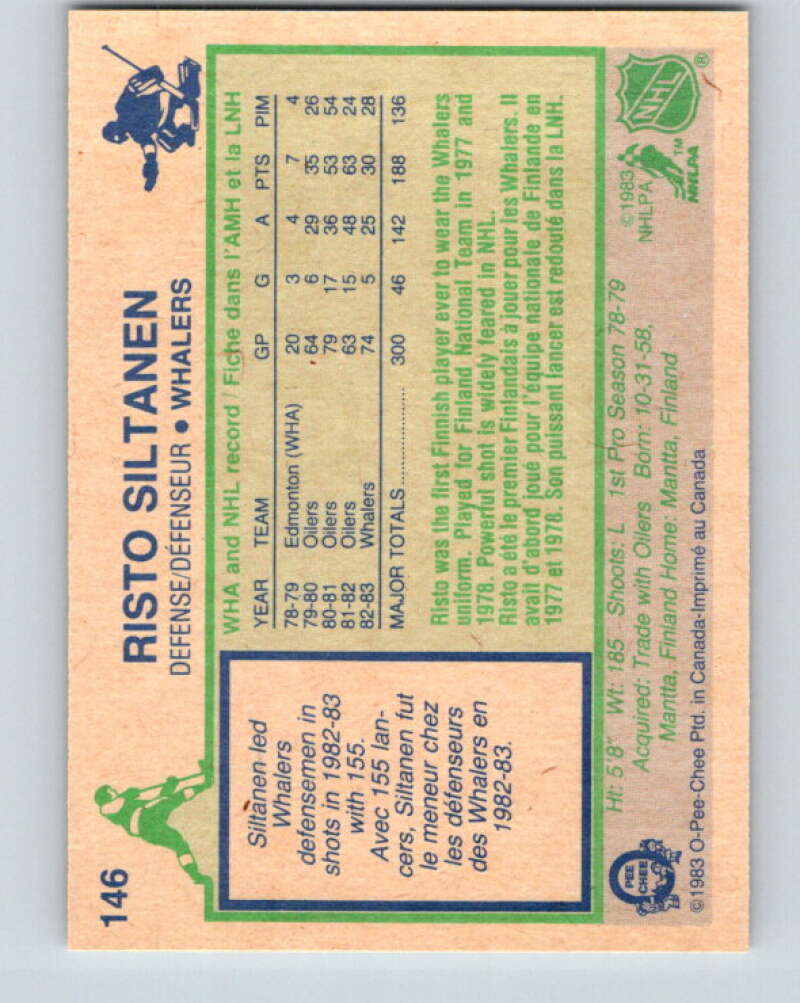 146
RISTO SILTANEN
DEFENSE/DÉFENSEUR • WHALERS
Siltanen led
Whalers
defensemen in
shots in 1982-83
with 155.
Avec 155 lan-
cers, Siltanen fut
le meneur chez
les défenseurs
des Whalers en
1982-83.
WHA and NHL record / Fiche dans l'AMH et la LNH
YEAR TEAM GP G A PTS PIM
78-79 Edmonton (WHA) 20 3 4 7 4
79-80 Oilers 64 6 29 35 26
80-81 Oilers 79 17 36 53 54
81-82 Oilers 63 15 48 63 24
82-83 Whalers 74 5 25 30 28
MAJOR TOTALS .................. 300 46 142 188 136
Risto was the first Finnish player ever to wear the Whalers
uniform. Played for Finland National Team in 1977 and
1978. Powerful shot is widely feared in NHL.
Risto a été le premier Finlandais à jouer pour les Whalers. Il
avait d'abord joué pour l'équipe nationale de Finlande en
1977 et 1978. Son puissant lancer est redouté dans la LNH.
Ht: 5'8" Wt: 185 Shoots: L 1st Pro Season 78-79
Acquired: Trade with Oilers Born: 10-31-58,
Mantta, Finland Home: Mantta, Finland
©1983
NHLPA
NHLPA
TM
NHL
®
O
PEE
CHEE
©1983 O-Pee-Chee Ptd. in Canada-Imprimé au Canada